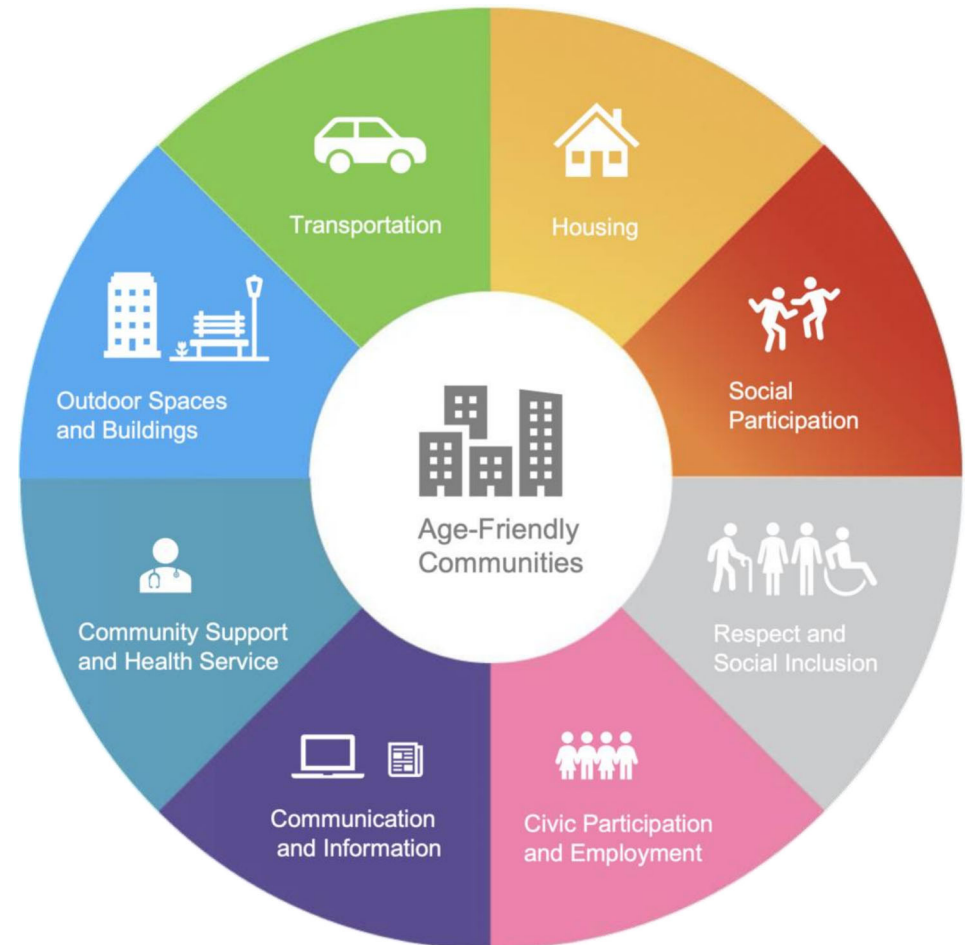 Transportation
Housing
Social
Participation
Respect and
Social Inclusion
Civic Participation
and Employment
Communication
and Information
Community Support
and Health Service
Outdoor Spaces
and Buildings
Age-Friendly
Communities